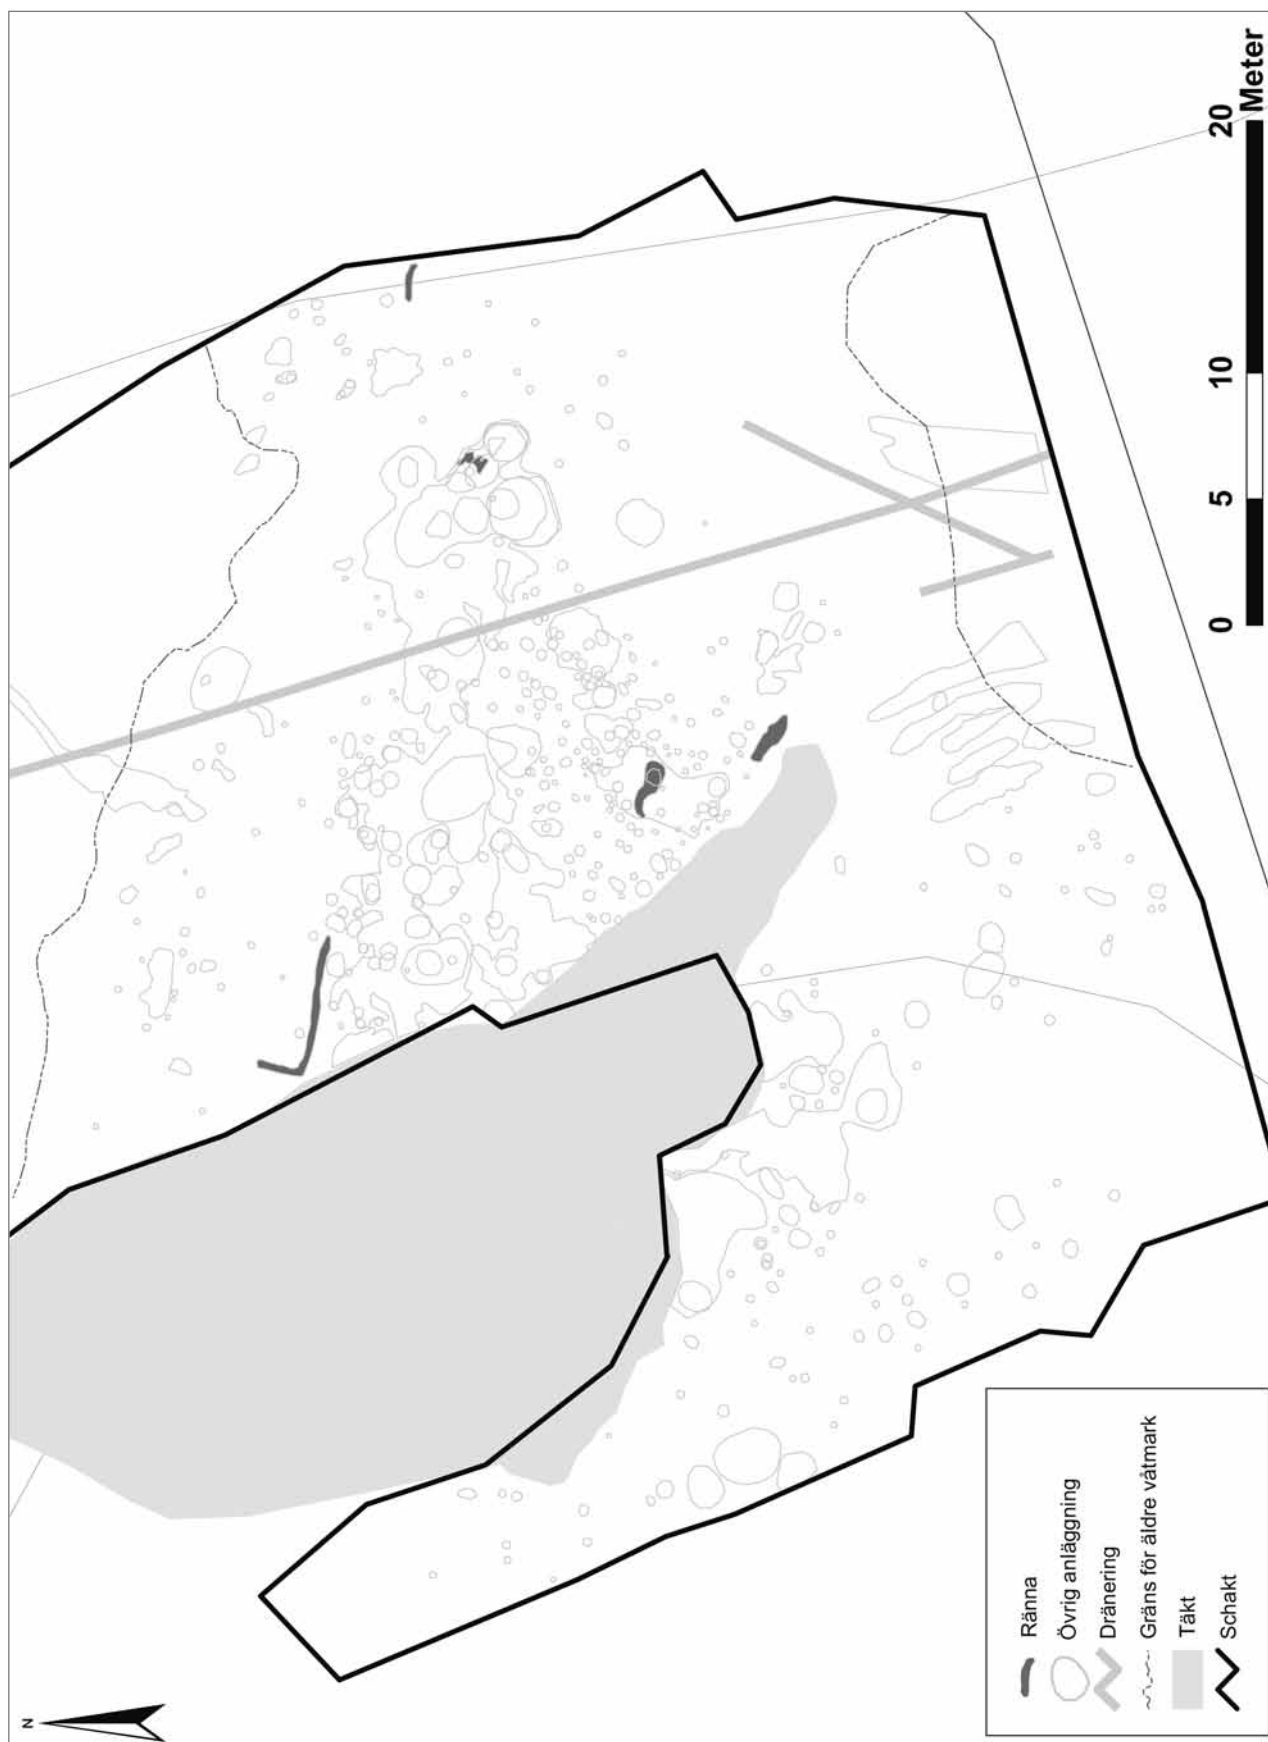 N
Ränna
Övrig anläggning
Dränering
Gräns för äldre våtmark
Täkt
Schakt
0 5 10 20
Meter